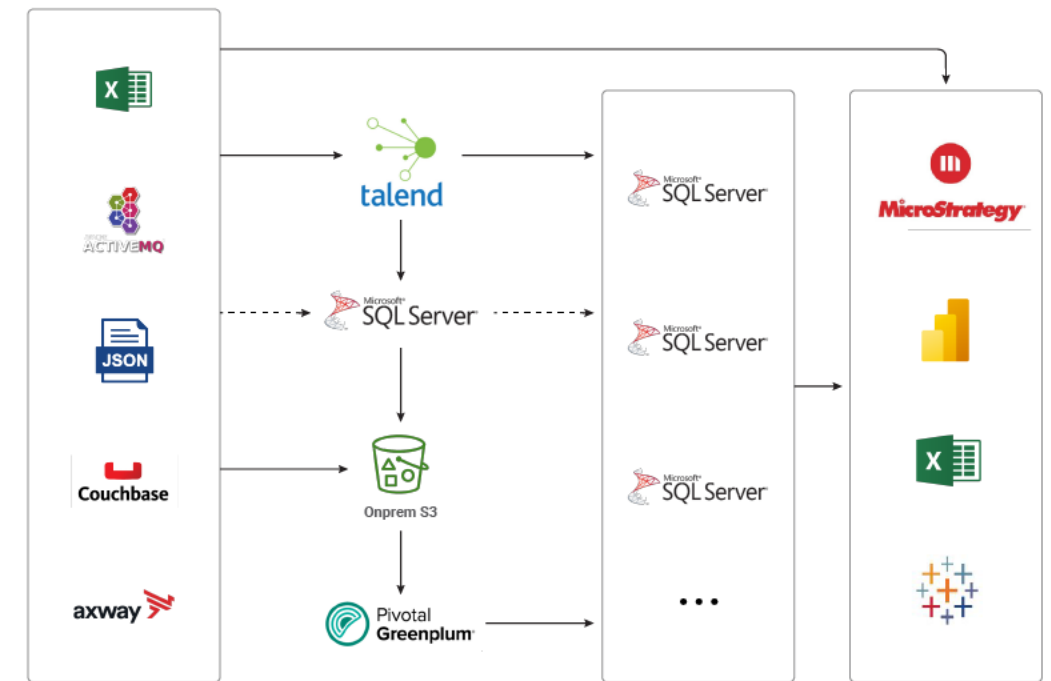 X
APACHE
ACTIVEMQ
JSON
Couchbase
axway
talend
Microsoft®
SQL Server®
Onprem S3
Pivotal
Greenplum®
Microsoft®
SQL Server®
Microsoft®
SQL Server®
Microsoft®
SQL Server®
...
m
MicroStrategy®
X